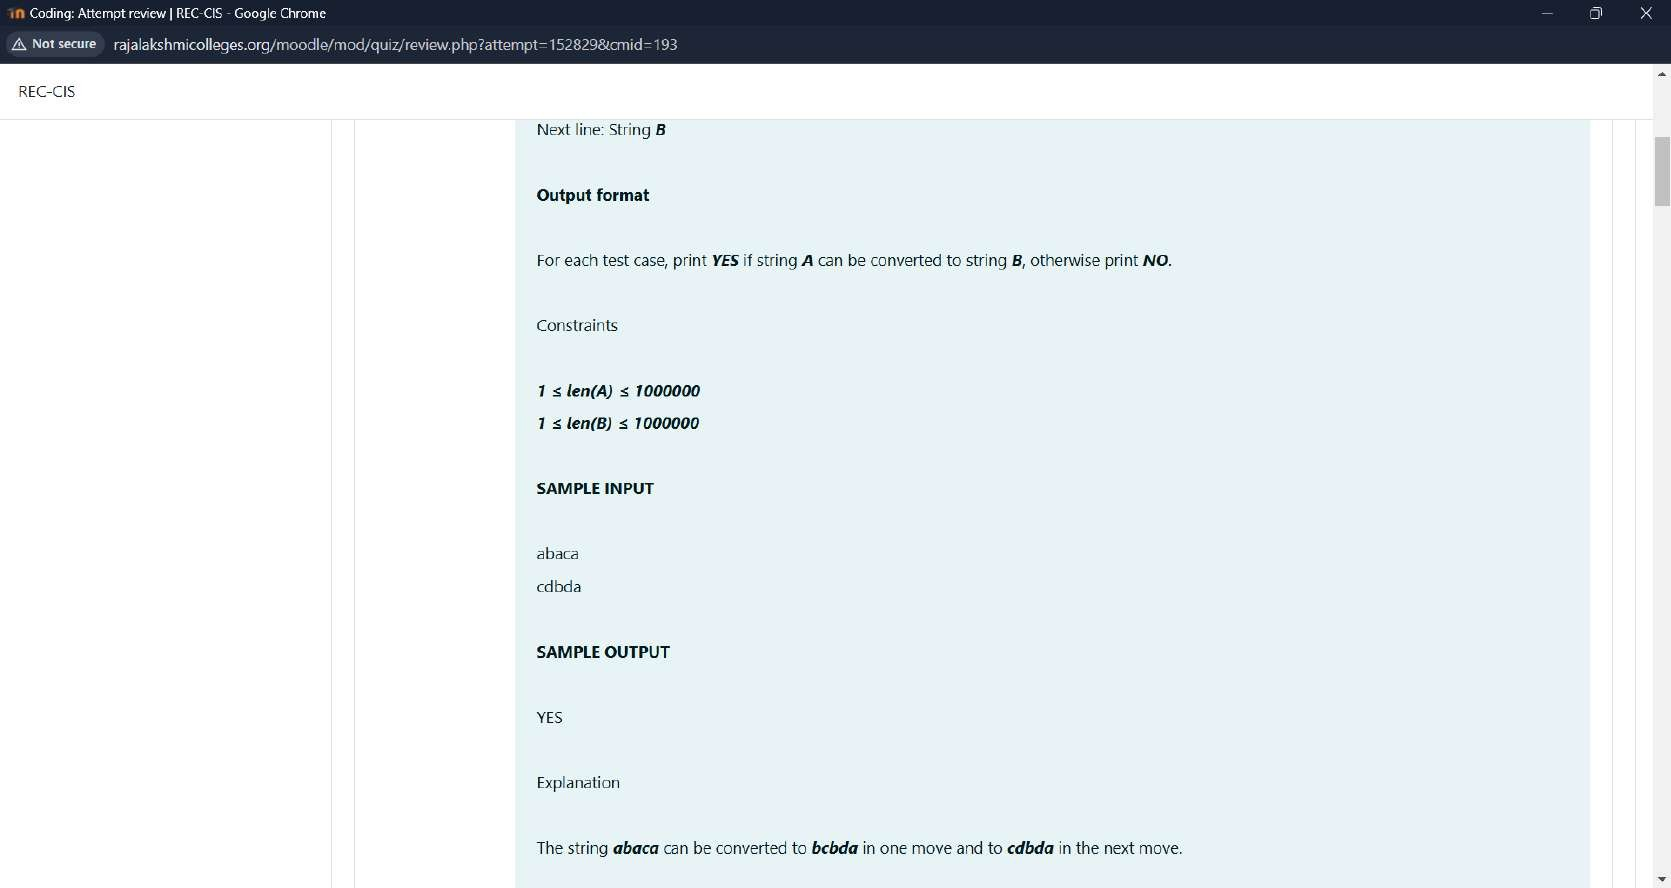 Coding: Attempt review | REC-CIS - Google Chrome
Not secure rajalakshmicolleges.org/moodle/mod/quiz/review.php?attempt=152829&cmid=193
REC-CIS
Next line: String B
Output format
For each test case, print YES if string A can be converted to string B, otherwise print NO.
Constraints
1 ≤ len(A) ≤ 1000000
1 ≤ len(B) ≤ 1000000
SAMPLE INPUT
abaca
cdbda
SAMPLE OUTPUT
YES
Explanation
The string abaca can be converted to bcbda in one move and to cdbda in the next move.